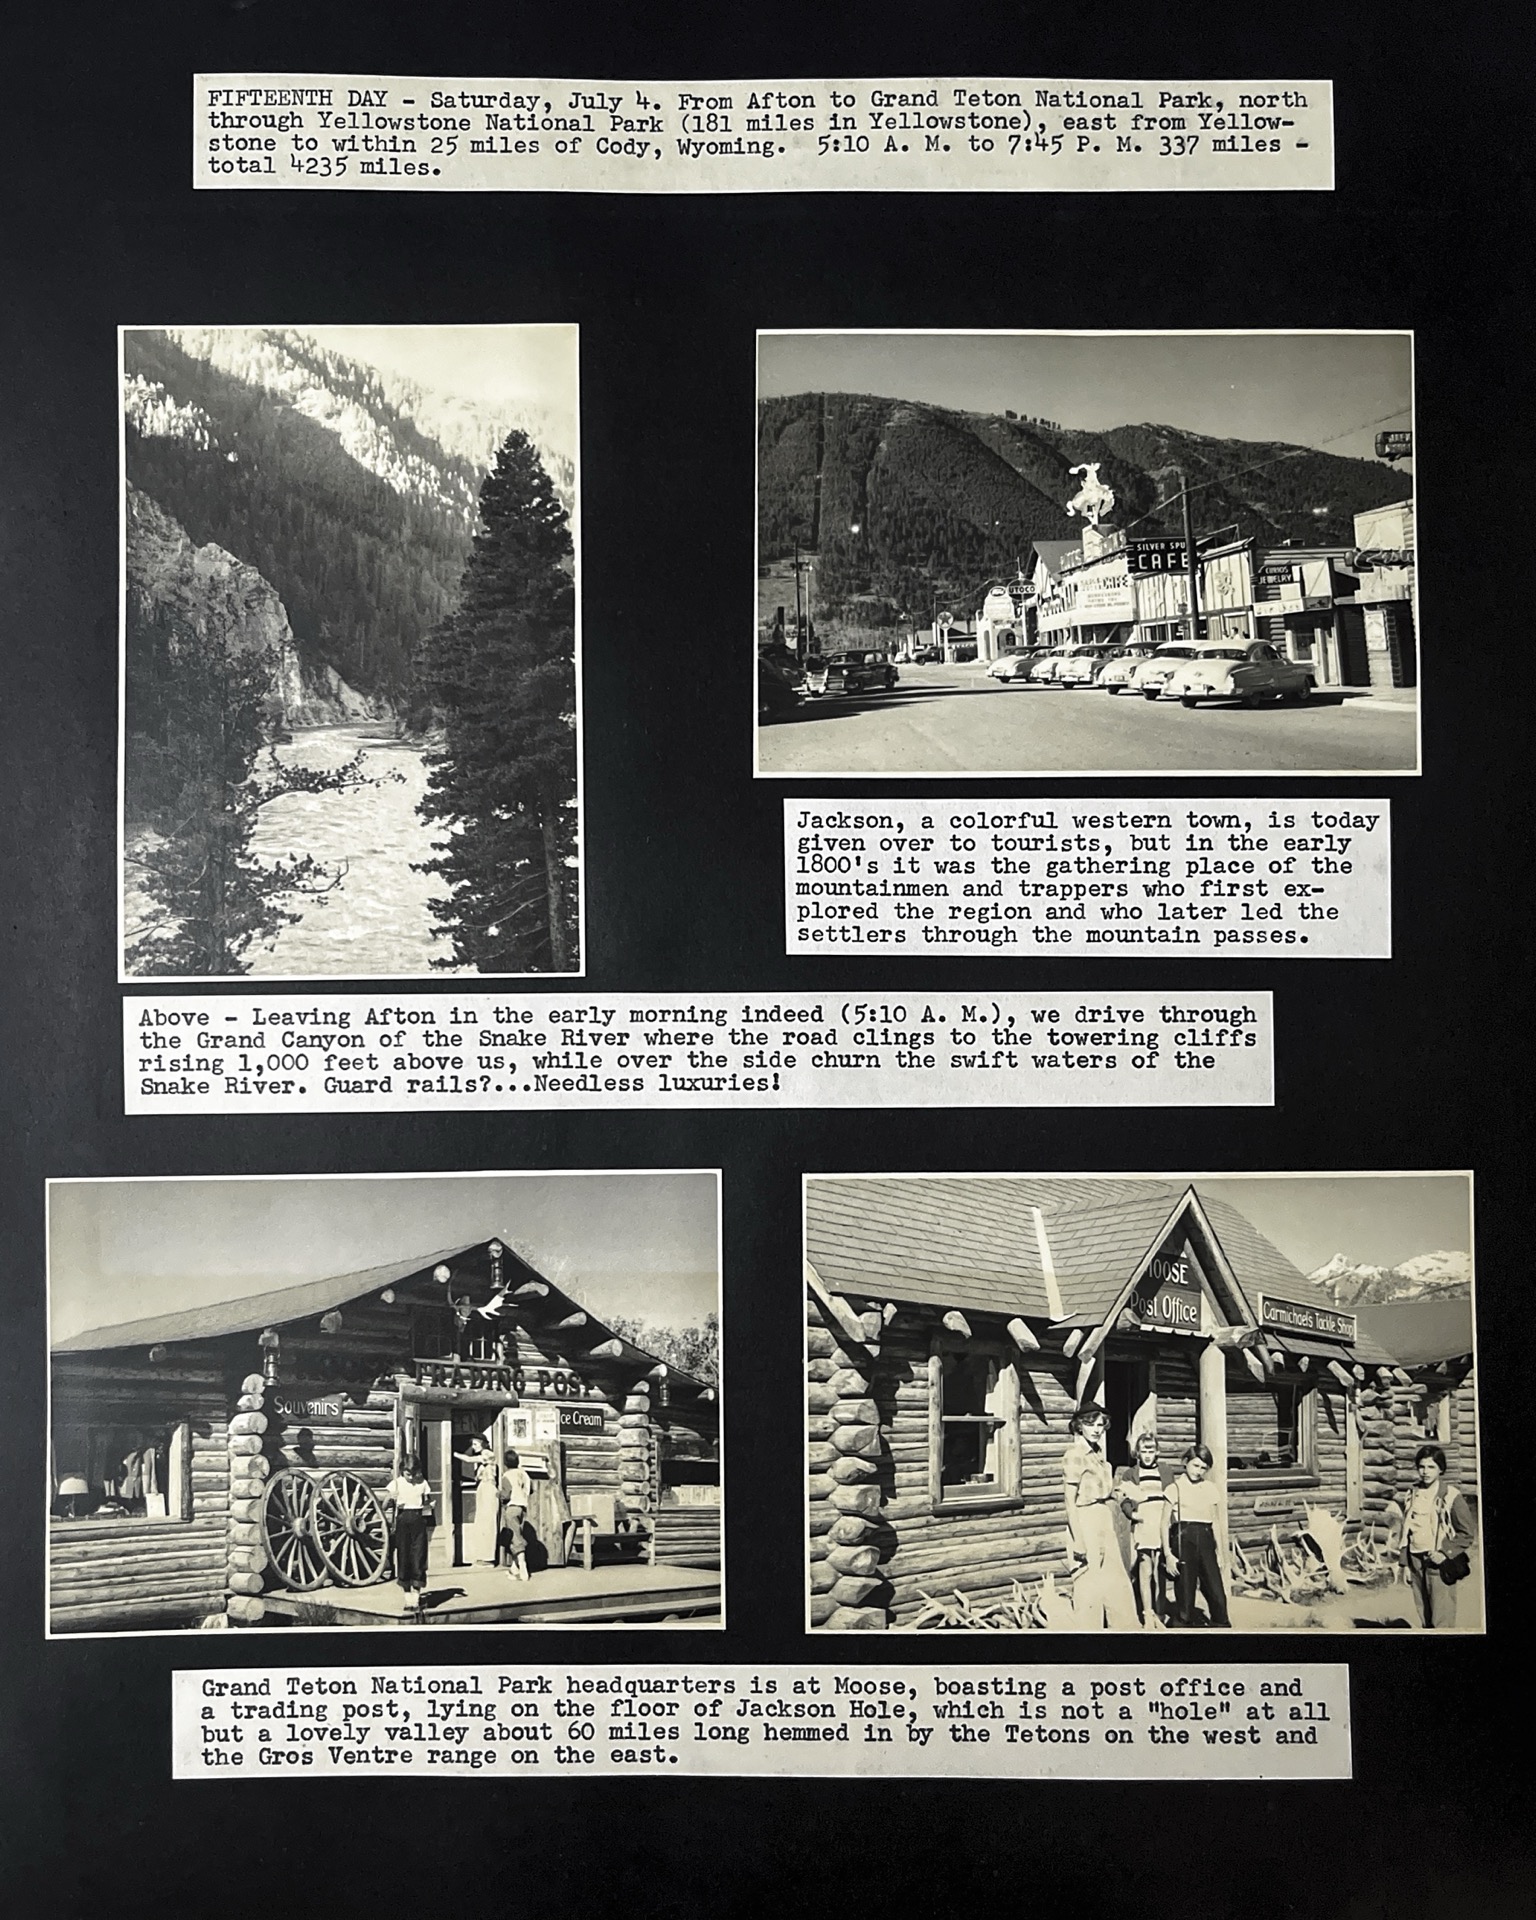 FIFTEENTH DAY - Saturday, July 4. From Afton to Grand Teton National Park, north
through Yellowstone National Park (181 miles in Yellowstone), east from Yellow-
stone to within 25 miles of Cody, Wyoming. 5:10 A. M. to 7:45 P. M. 337 miles -
total 4235 miles.
SILVER SPU
CAFE
CURIOS
JEWELRY
UTOCO
CAFE
Jackson, a colorful western town, is today
given over to tourists, but in the early
1800's it was the gathering place of the
mountainmen and trappers who first ex-
plored the region and who later led the
settlers through the mountain passes.
Above - Leaving Afton in the early morning indeed (5:10 A. M.), we drive through
the Grand Canyon of the Snake River where the road clings to the towering cliffs
rising 1,000 feet above us, while over the side churn the swift waters of the
Snake River. Guard rails?...Needless luxuries!
TRADING POST
Souvenirs
ce Cream
MOOSE
Post Office
Carmichael's Tackle Shop
Grand Teton National Park headquarters is at Moose, boasting a post office and
a trading post, lying on the floor of Jackson Hole, which is not a "hole" at all
but a lovely valley about 60 miles long hemmed in by the Tetons on the west and
the Gros Ventre range on the east.